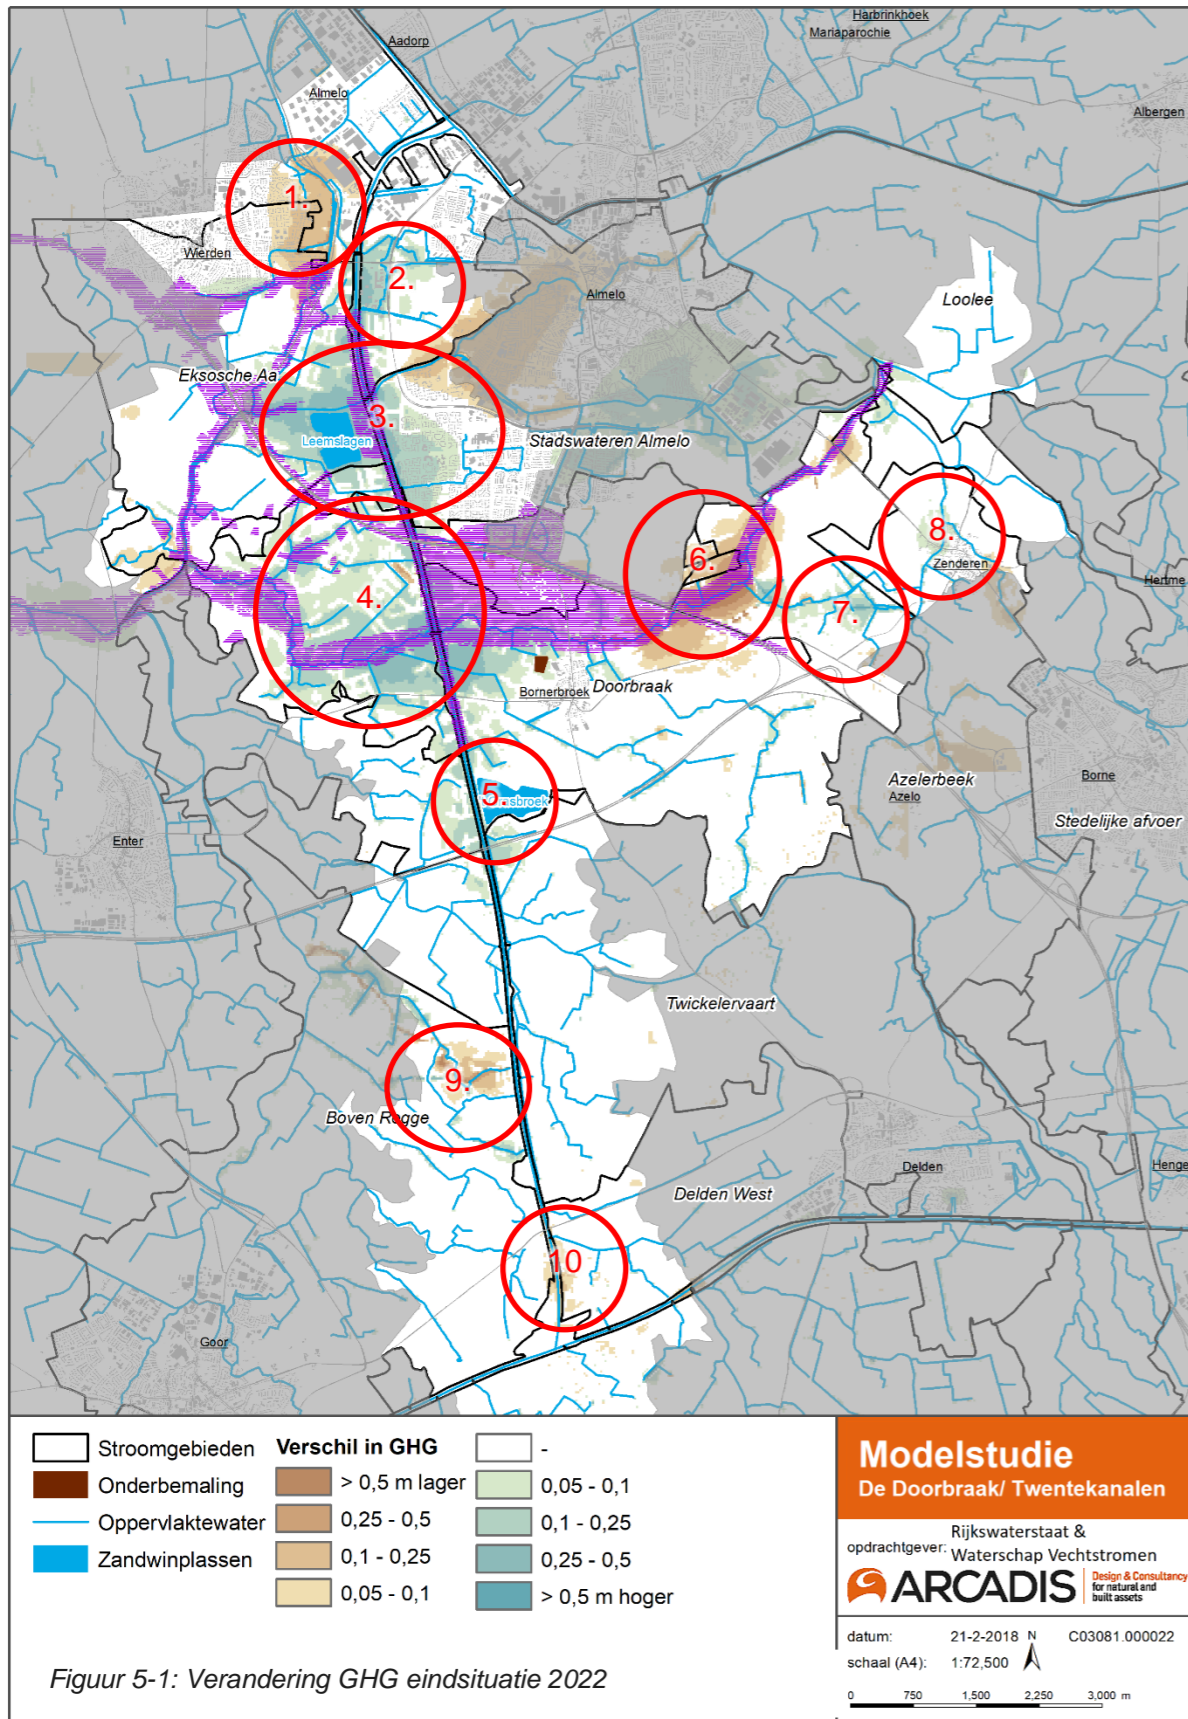 Harbrinkhoek
Mariaparochie
Aadorp
Almelo
Albergen
1.
Wierden
2.
Almelo
Loolee
Eksosche Aa
3.
Leemslagen
Stadswateren Almelo
8.
6.
Zenderen
Hertme
4.
7.
Doorbraak
Bornerbroek
Azelerbeek
Borne
5.
sbroek
Azelo
Stedelijke afvoer
Enter
Twickelervaart
9.
Boven Regge
Delden
Henge
Delden West
10
Goor
Stroomgebieden
Onderbemaling
Oppervlaktewater
Zandwinplassen
Verschil in GHG
> 0,5 m lager
0,25 - 0,5
0,1 - 0,25
0,05 - 0,1
-
0,05 - 0,1
0,1 - 0,25
0,25 - 0,5
> 0,5 m hoger
Figuur 5-1: Verandering GHG eindsituatie 2022
Modelstudie
De Doorbraak/ Twentekanalen
opdrachtgever: Rijkswaterstaat &
Waterschap Vechtstromen
ARCADIS
Design & Consultancy
for natural and
built assets
datum: 21-2-2018 N C03081.000022
schaal (A4): 1:72,500
0 750 1,500 2,250 3,000 m